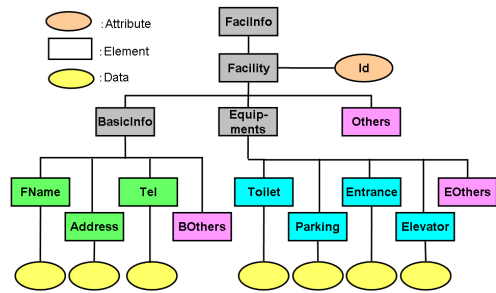 : Attribute
: Element
: Data
FaciInfo
Facility
Id
BasicInfo
Equip-
ments
Others
FName
Tel
Toilet
Entrance
EOthers
Address
BOthers
Parking
Elevator